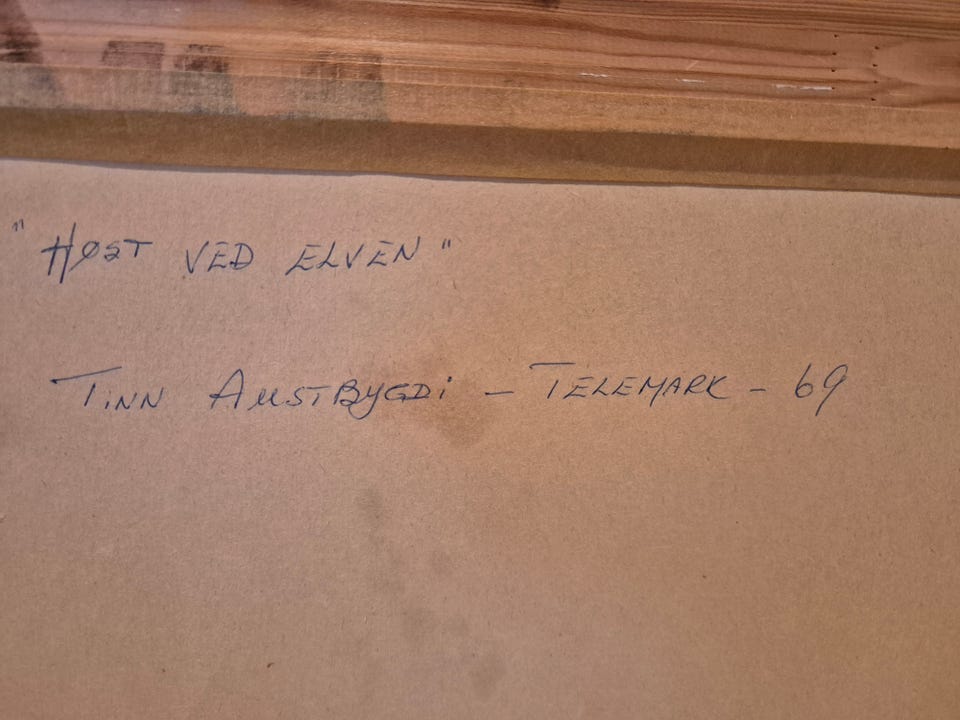 "HØST VED ELVEN"
TINN AUSTBYGDI - TELEMARK - 69